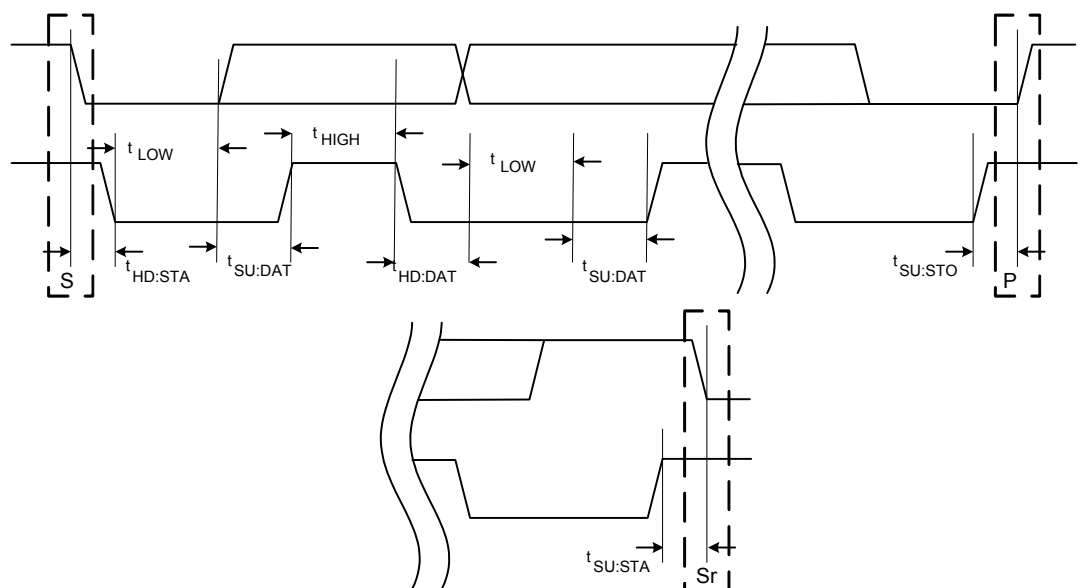 t LOW
t HIGH
t LOW
t HD:STA
t SU:DAT
t HD:DAT
t SU:DAT
t SU:STO
S
P
t SU:STA
Sr